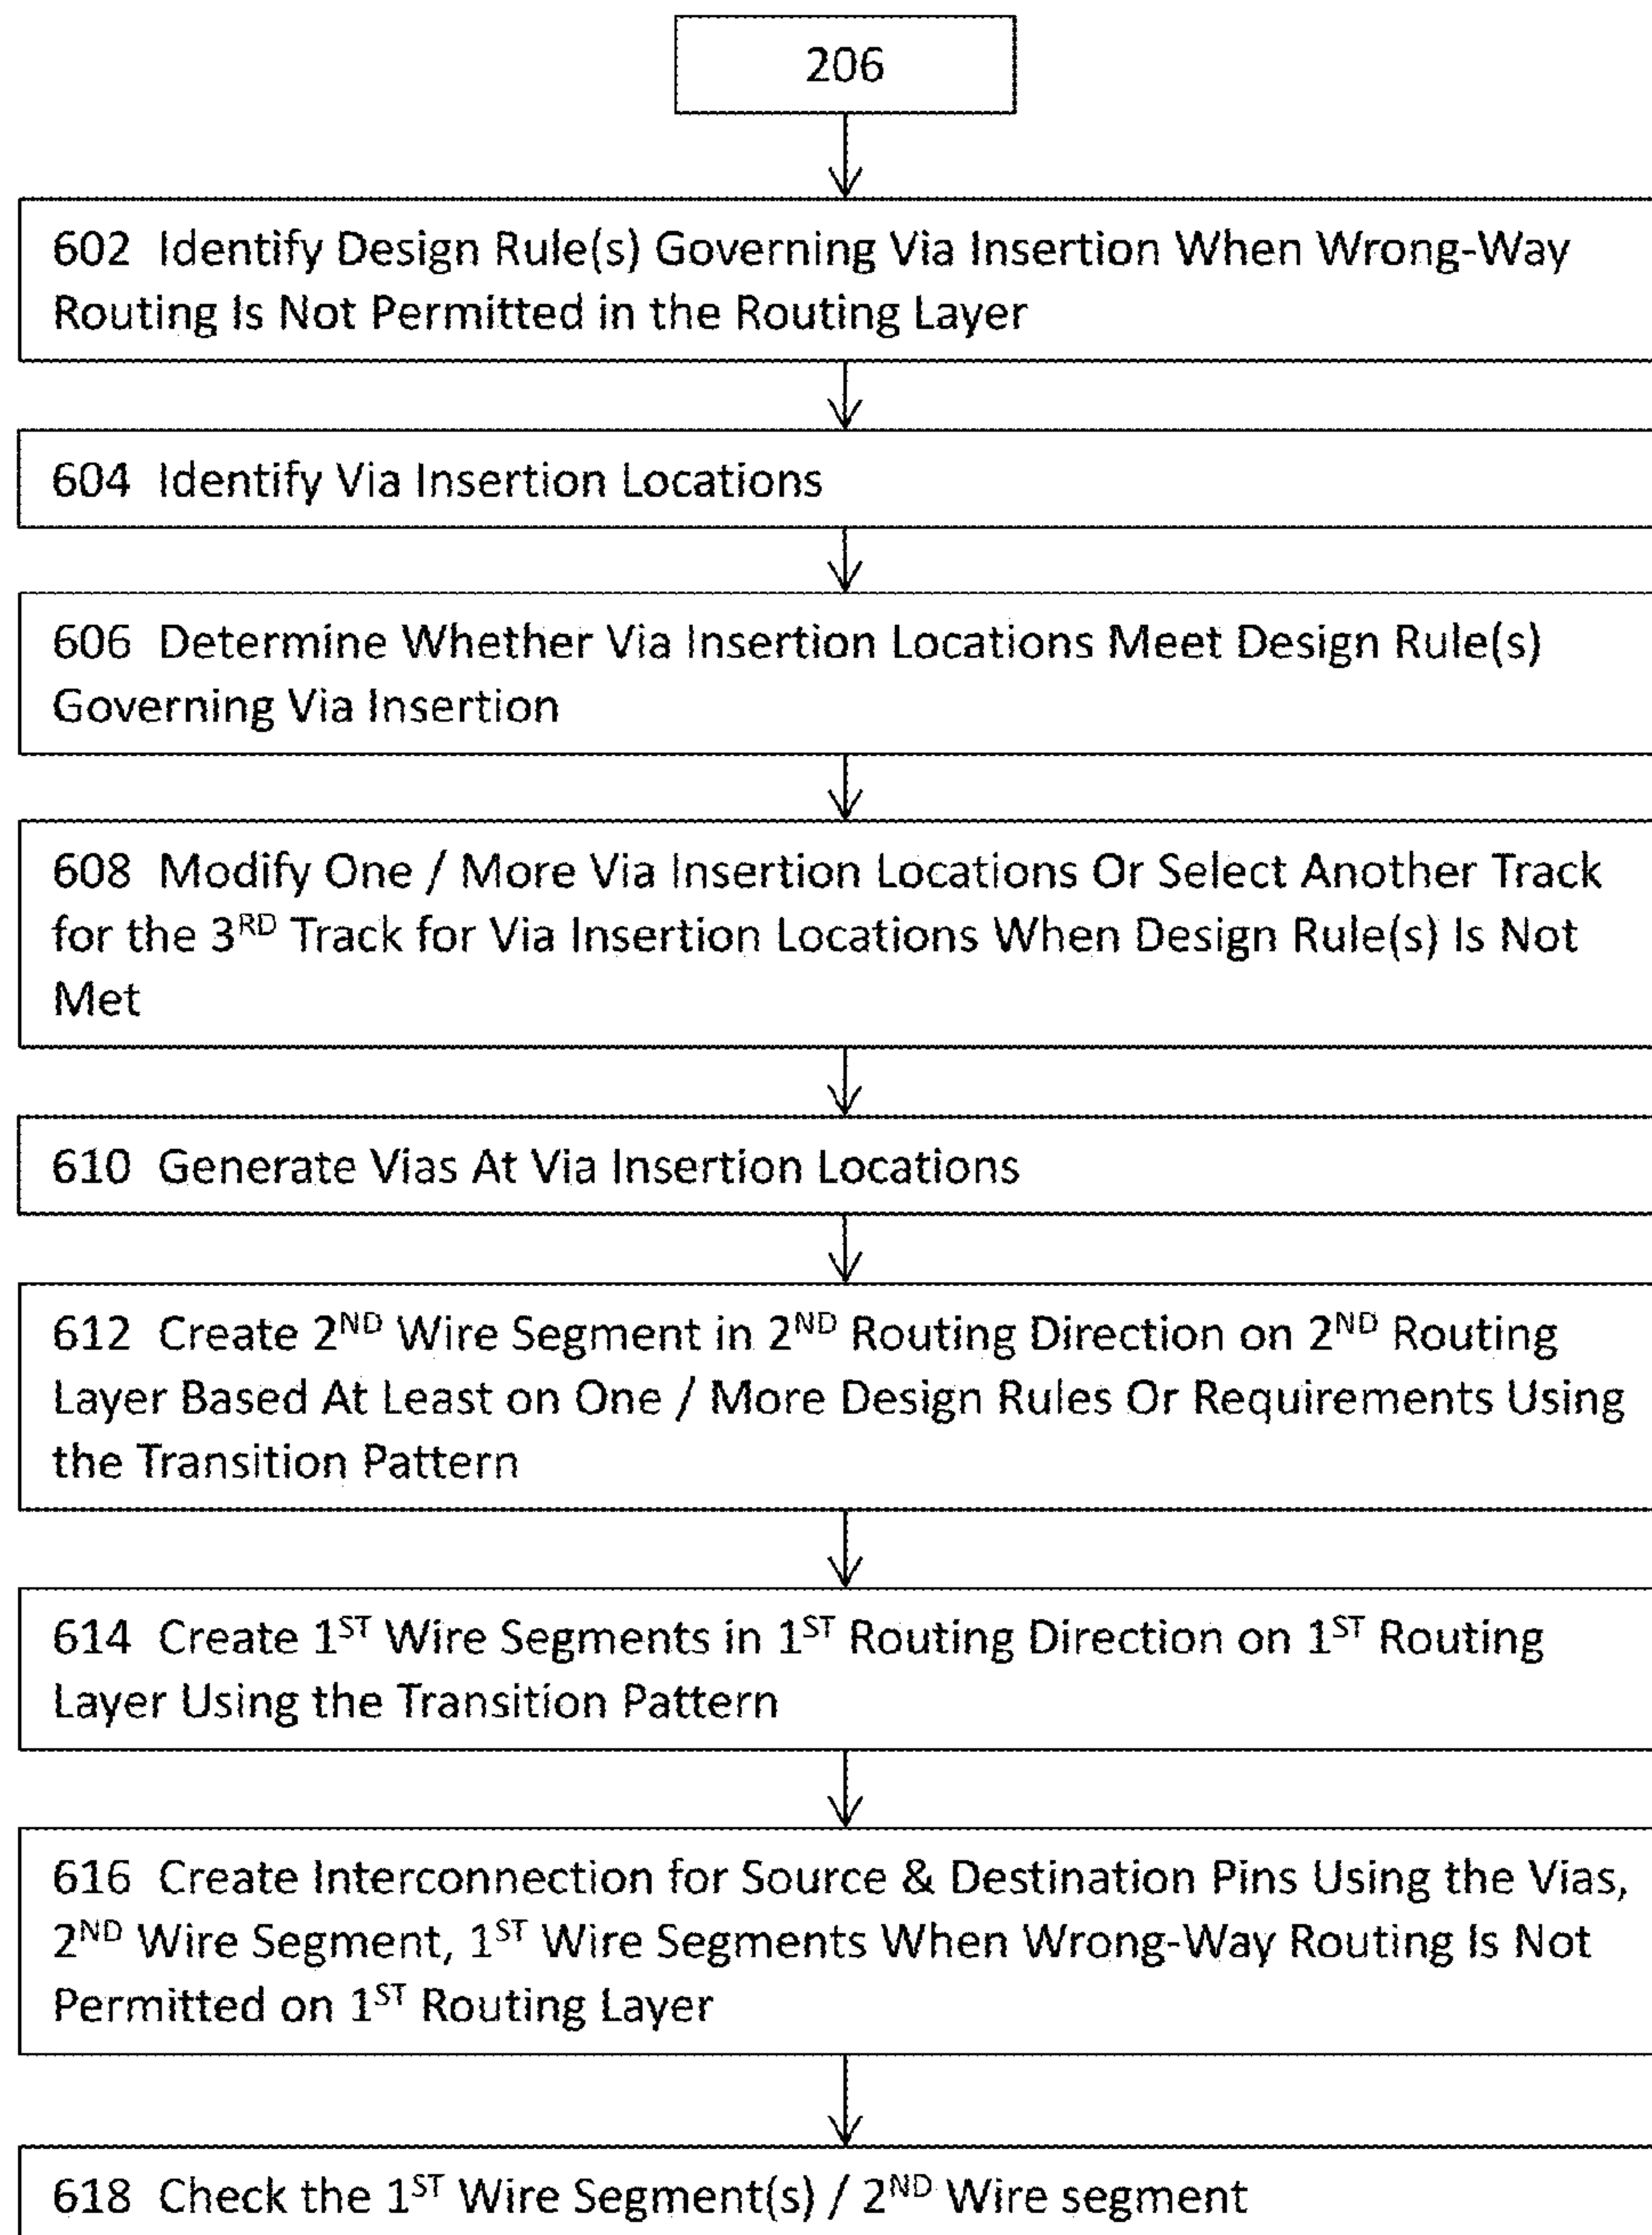 206
602 Identify Design Rule(s) Governing Via Insertion When Wrong-Way
Routing Is Not Permitted in the Routing Layer
604 Identify Via Insertion Locations
606 Determine Whether Via Insertion Locations Meet Design Rule(s)
Governing Via Insertion
608 Modify One / More Via Insertion Locations Or Select Another Track
for the 3RD Track for Via Insertion Locations When Design Rule(s) Is Not
Met
610 Generate Vias At Via Insertion Locations
612 Create 2ND Wire Segment in 2ND Routing Direction on 2ND Routing
Layer Based At Least on One / More Design Rules Or Requirements Using
the Transition Pattern
614 Create 1ST Wire Segments in 1ST Routing Direction on 1ST Routing
Layer Using the Transition Pattern
616 Create Interconnection for Source & Destination Pins Using the Vias,
2ND Wire Segment, 1ST Wire Segments When Wrong-Way Routing Is Not
Permitted on 1ST Routing Layer
618 Check the 1ST Wire Segment(s) / 2ND Wire segment